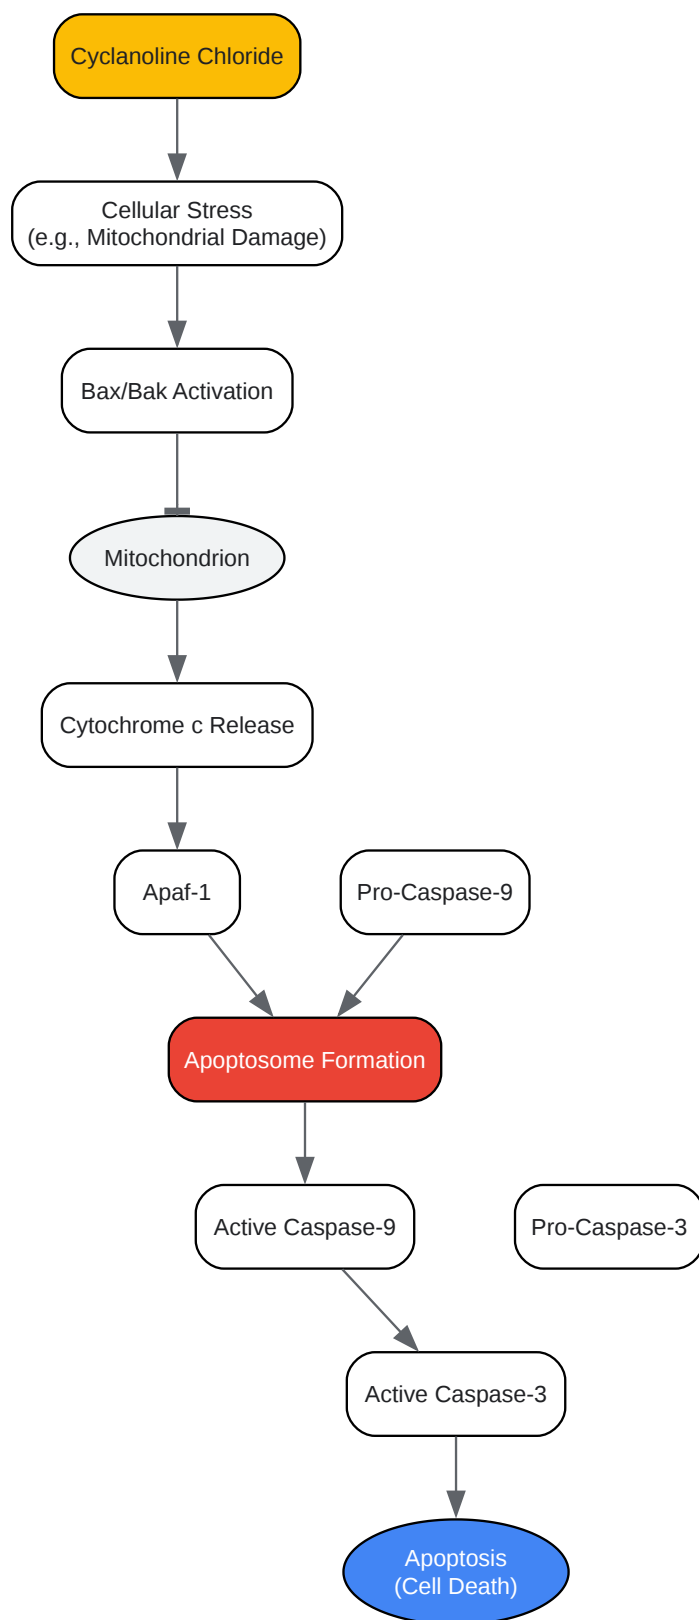 Cyclanoline Chloride
Cellular Stress
(e.g., Mitochondrial Damage)
Bax/Bak Activation
Mitochondrion
Cytochrome c Release
Apaf-1
Pro-Caspase-9
Apoptosome Formation
Active Caspase-9
Pro-Caspase-3
Active Caspase-3
Apoptosis
(Cell Death)